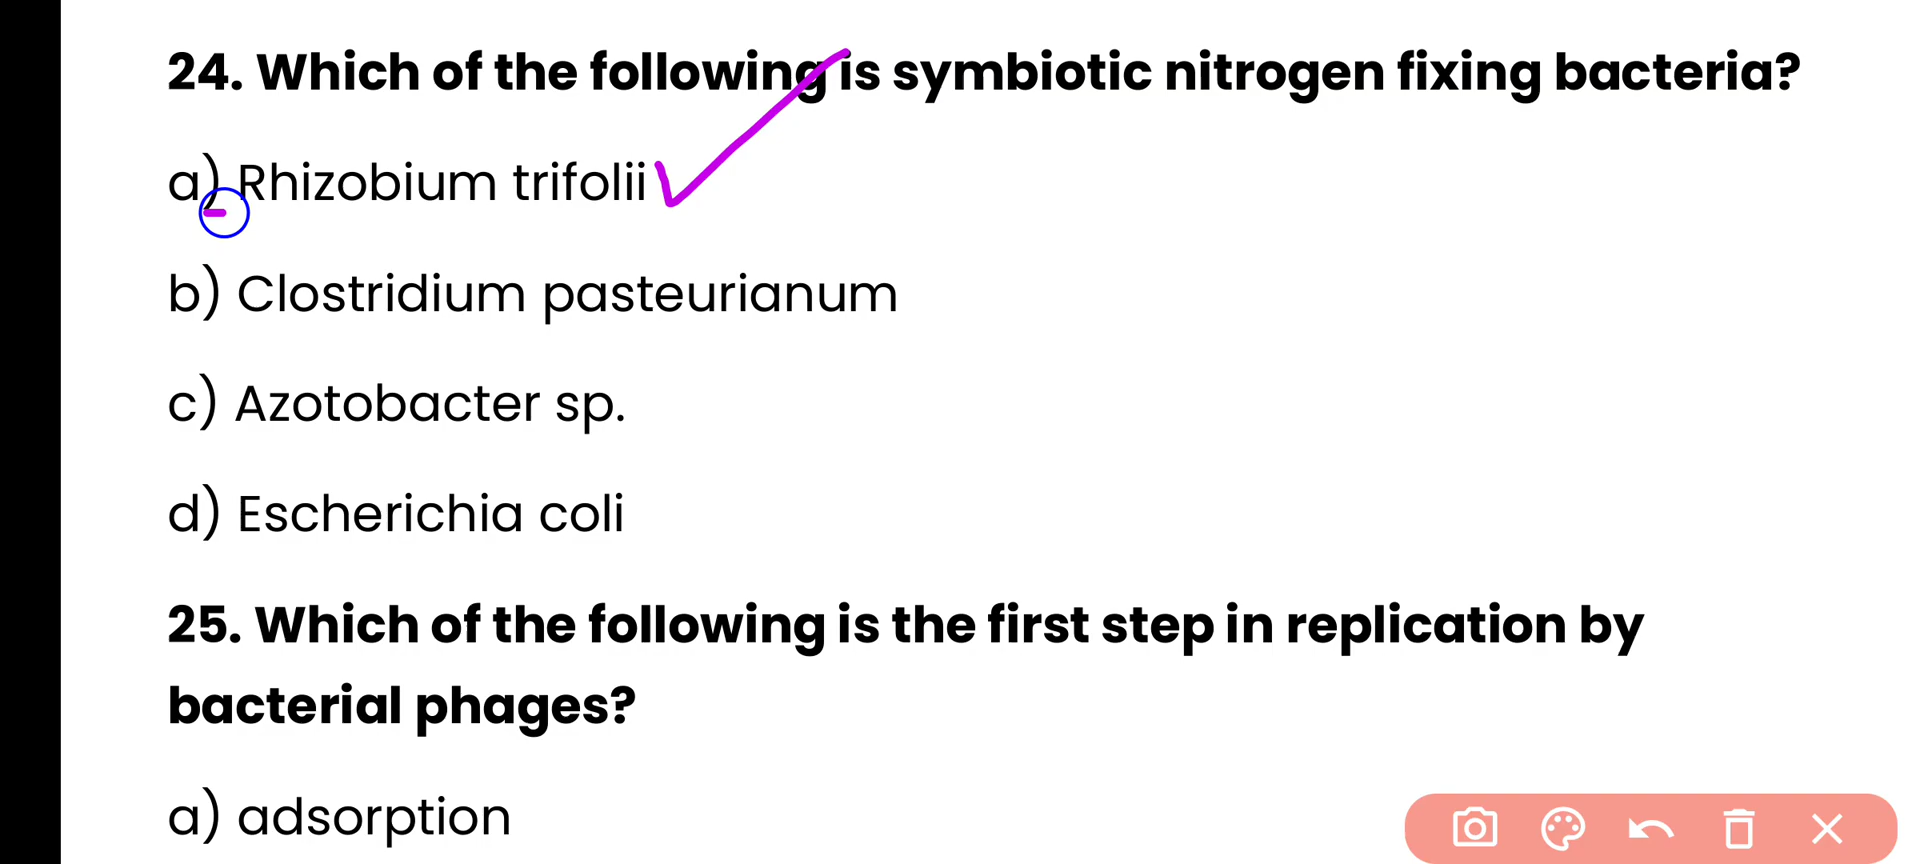 24. Which of the following is symbiotic nitrogen fixing bacteria?
a) Rhizobium trifolii
b) Clostridium pasteurianum
c) Azotobacter sp.
d) Escherichia coli
25. Which of the following is the first step in replication by
bacterial phages?
a) adsorption